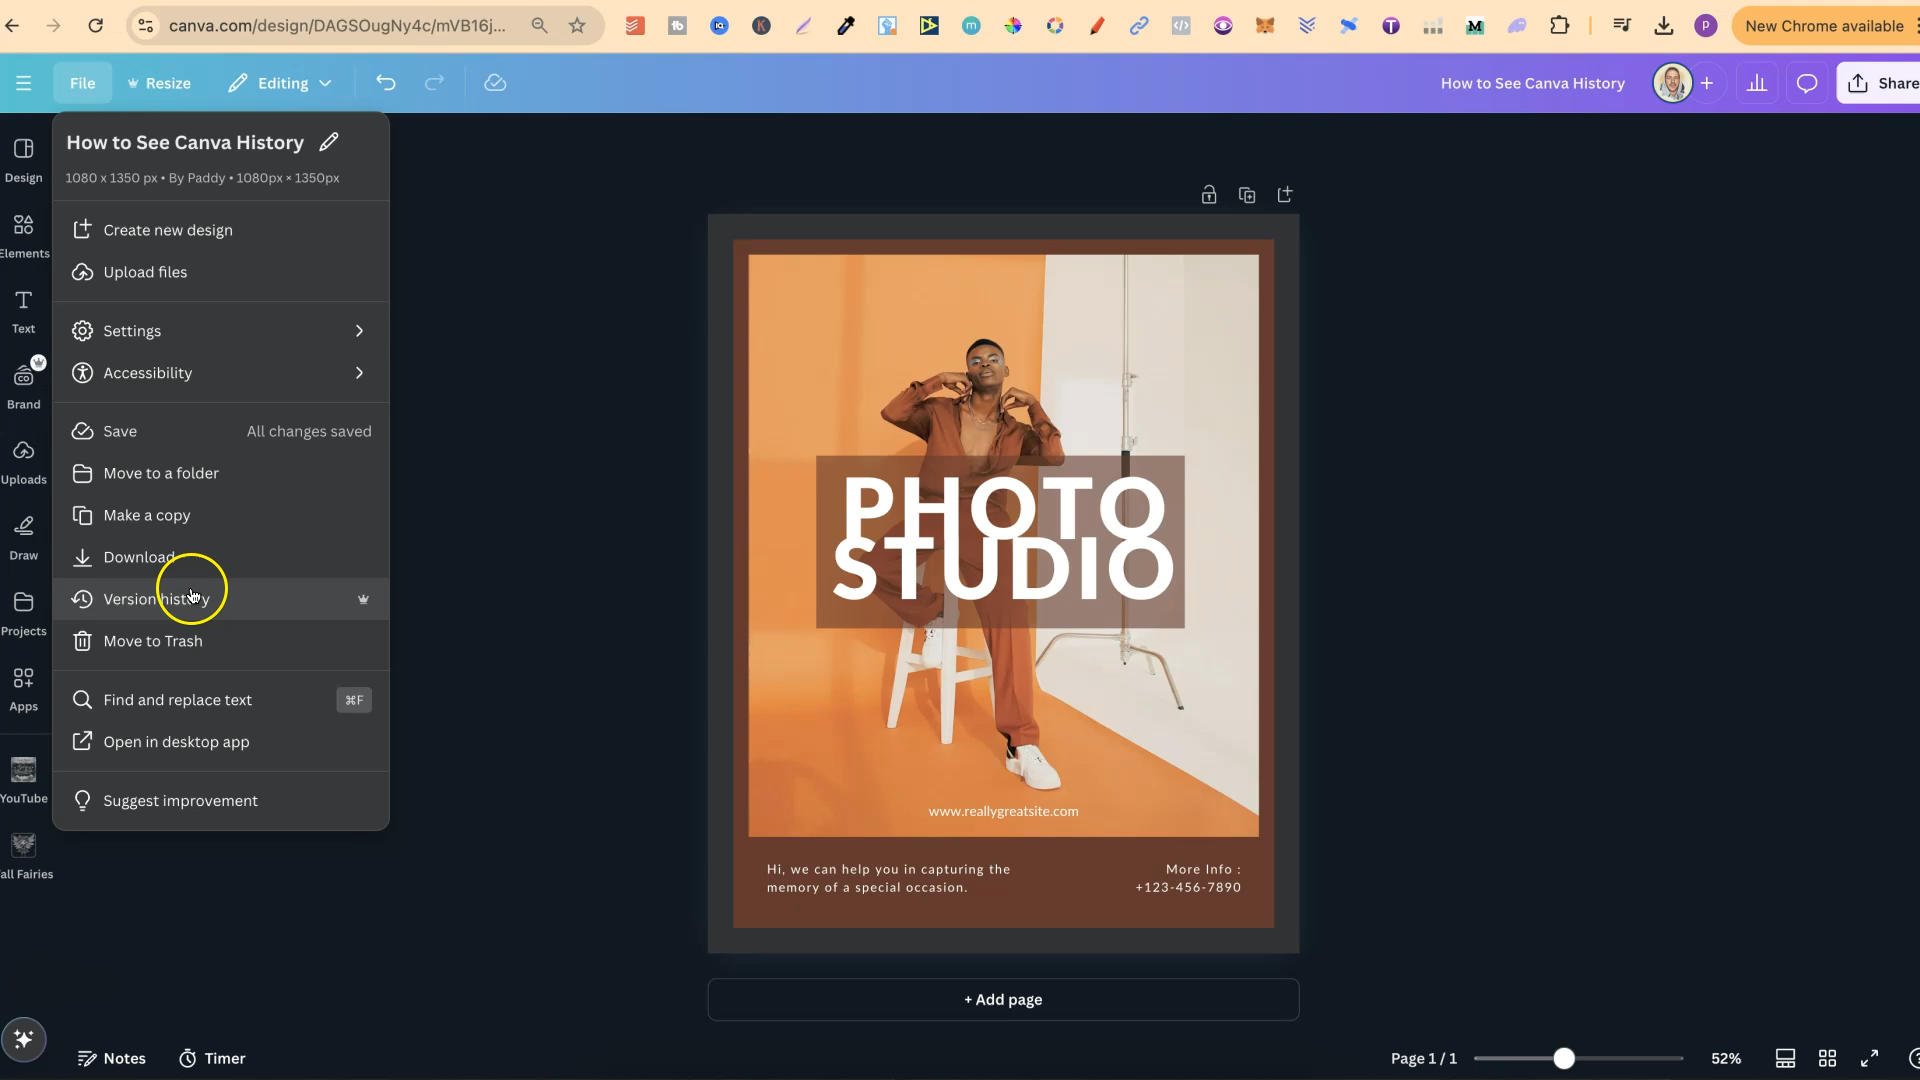 canva.com/design/DAGSOugNy4c/mVB16j...
New Chrome available
File
Resize
Editing
How to See Canva History
Share
How to See Canva History
1080 x 1350 px • By Paddy • 1080px × 1350px
Create new design
Upload files
Settings
Accessibility
Save All changes saved
Move to a folder
Make a copy
Download
Version history
Move to Trash
Find and replace text ⌘F
Open in desktop app
Suggest improvement
Design
Elements
Text
Brand
Uploads
Draw
Projects
Apps
YouTube
all Fairies
PHOTO
STUDIO
www.reallygreatsite.com
Hi, we can help you in capturing the
memory of a special occasion.
More Info :
+123-456-7890
+ Add page
Notes
Timer
Page 1 / 1
52%